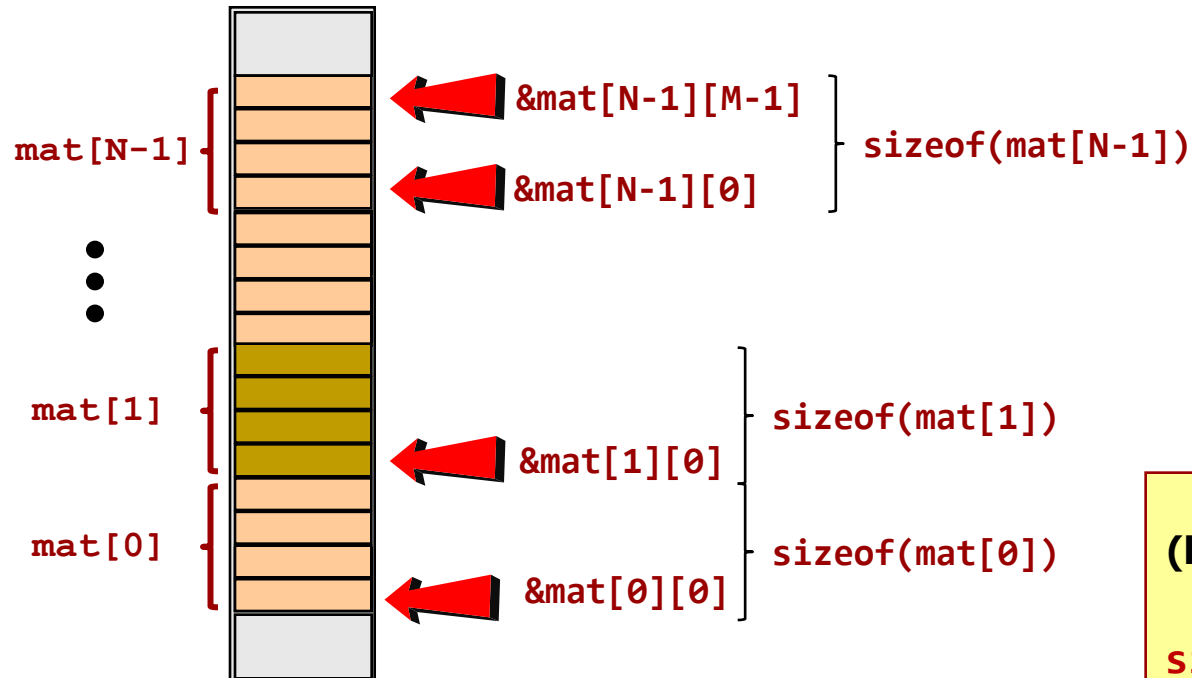 &mat[N-1][M-1]
mat[N-1]
sizeof(mat[N-1])
&mat[N-1][0]
mat[1]
sizeof(mat[1])
&mat[1][0]
mat[0]
sizeof(mat[0])
&mat[0][0]